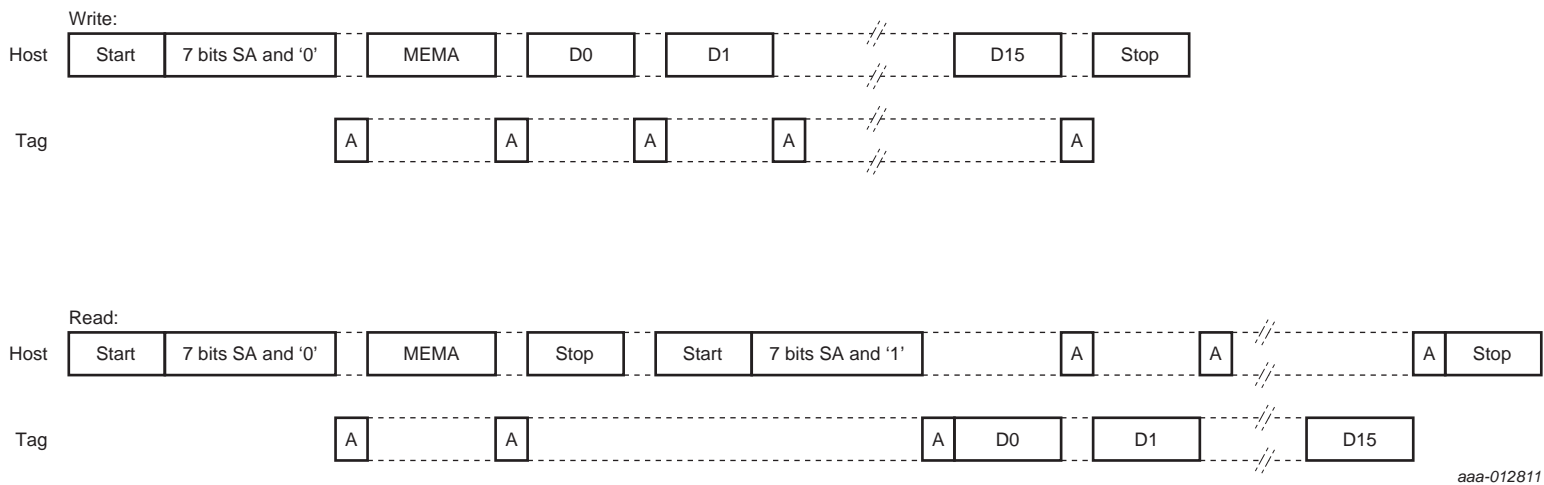 Write:
Host Start 7 bits SA and ‘0’ MEMA D0 D1 D15 Stop
Tag A A A A A
Read:
Host Start 7 bits SA and ‘0’ MEMA Stop Start 7 bits SA and ‘1’ A A A Stop
Tag A A A D0 D1 D15
aaa-012811